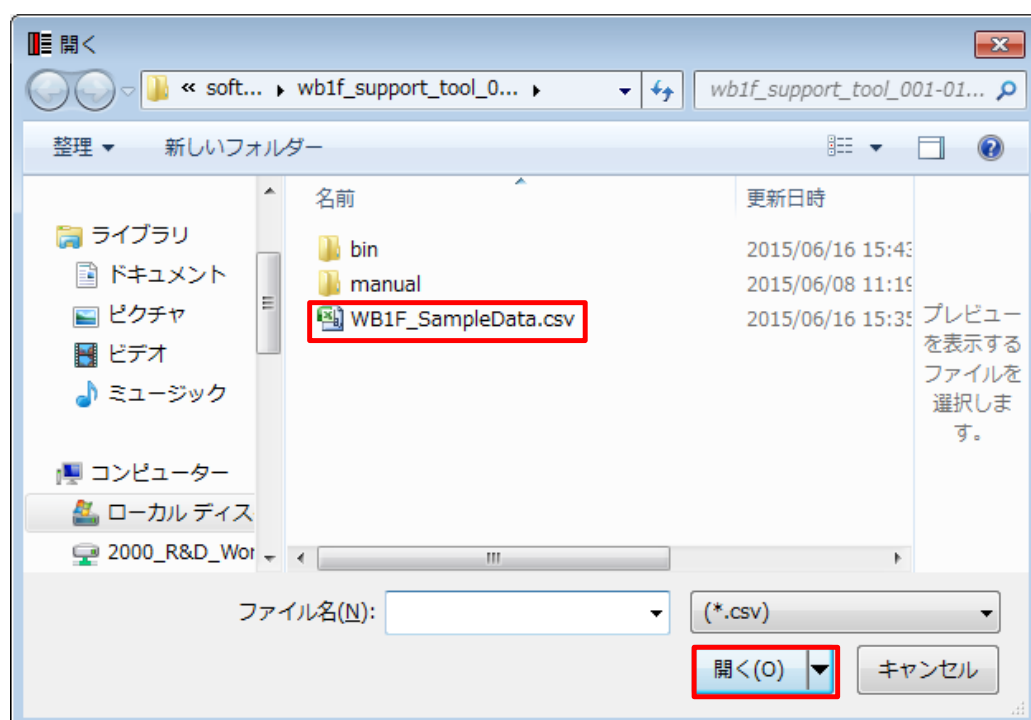 開く
« soft... ▸ wb1f_support_tool_0... ▸
wb1f_support_tool_001-01...
整理 ▼ 新しいフォルダー
名前 更新日時
ライブラリ
ドキュメント
ピクチャ
ビデオ
ミュージック
コンピューター
ローカル ディス
2000_R&D_Wor
bin 2015/06/16 15:43
manual 2015/06/08 11:19
WB1F_SampleData.csv 2015/06/16 15:35
プレビュー
を表示する
ファイルを
選択しま
す。
ファイル名(N):
(*.csv)
開く(O)
キャンセル